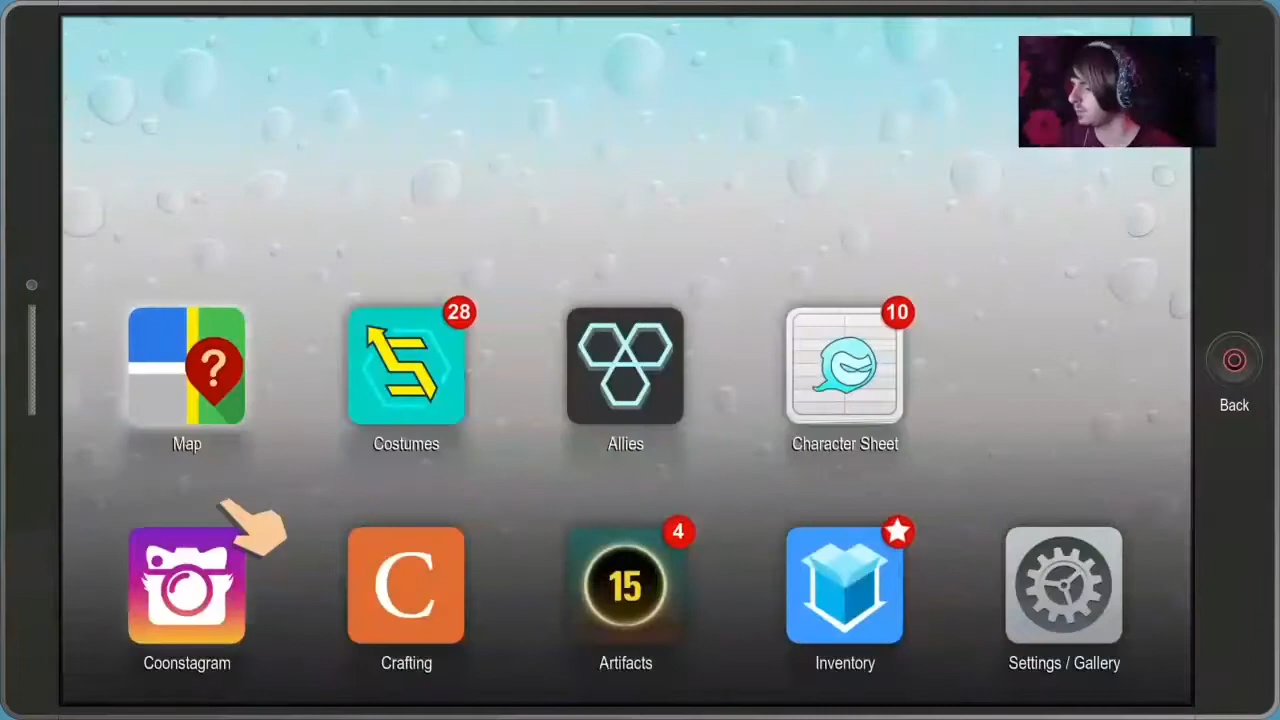 28
10
?
Map
Costumes
Allies
Character Sheet
Back
4
C
15
Coonstagram
Crafting
Artifacts
Inventory
Settings / Gallery